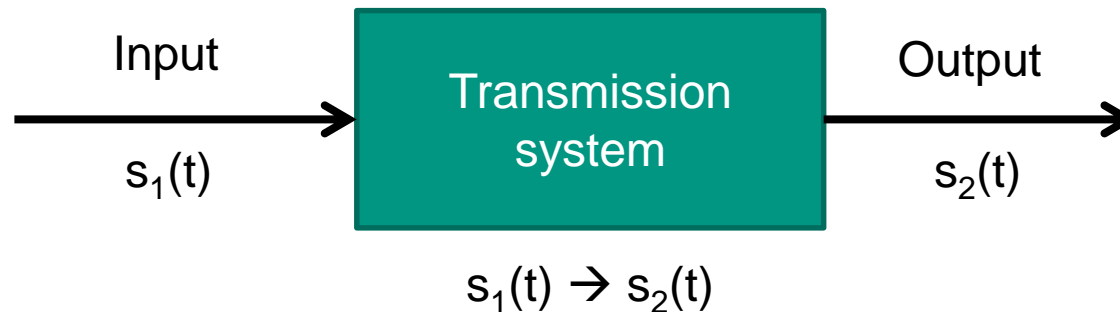 Input
s₁(t)
Transmission
system
Output
s₂(t)
s₁(t) → s₂(t)